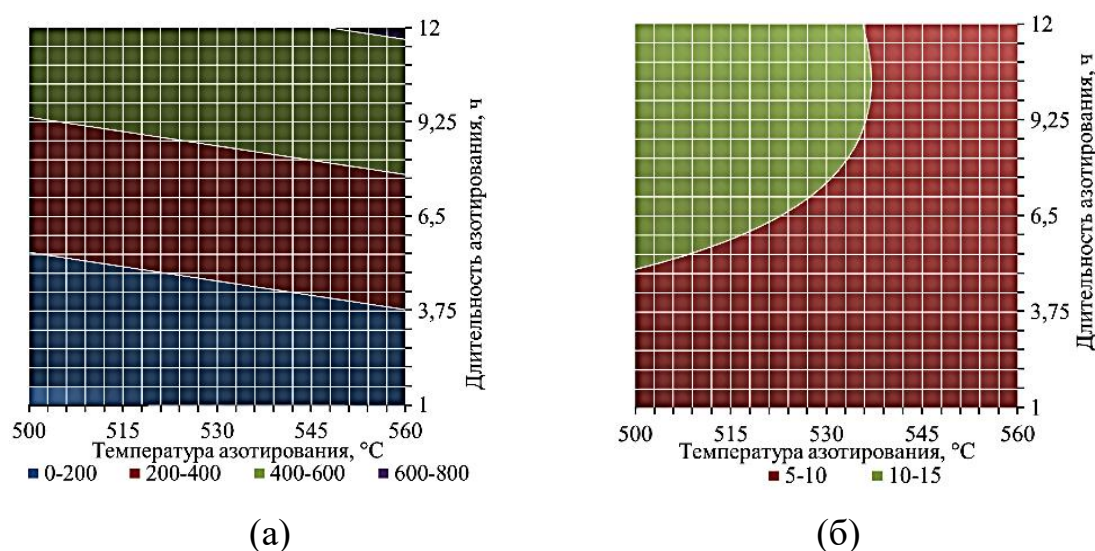 12
9,25
6,5
3,75
1
Длительность азотирования, ч
500 515 530 545 560
Температура азотирования, °С
0-200 200-400 400-600 600-800
(а)
12
9,25
6,5
3,75
1
Длительность азотирования, ч
500 515 530 545 560
Температура азотирования, °С
5-10 10-15
(б)